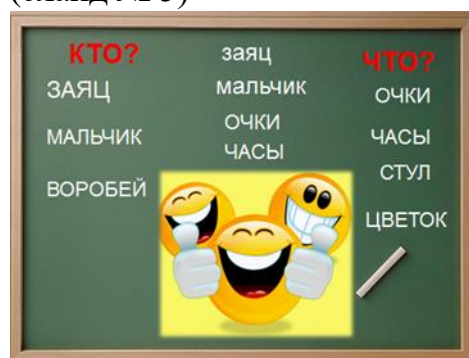 КТО?
ЗАЯЦ
МАЛЬЧИК
ВОРОБЕЙ
заяц
мальчик
ОЧКИ
ЧАСЫ
ЧТО?
ОЧКИ
ЧАСЫ
СТУЛ
ЦВЕТОК